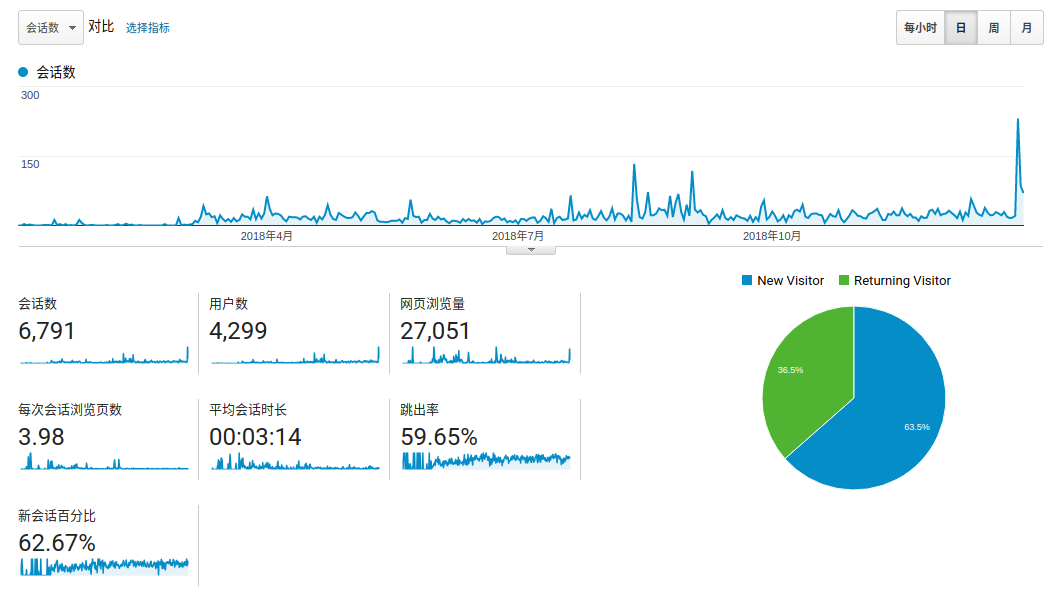 会话数 对比 选择指标 每小时 日 周 月
会话数
300
150
2018年4月 2018年7月 2018年10月
New Visitor Returning Visitor
会话数 用户数 网页浏览量
6,791 4,299 27,051
36.5%
每次会话浏览页数 平均会话时长 跳出率
3.98 00:03:14 59.65%
63.5%
新会话百分比
62.67%